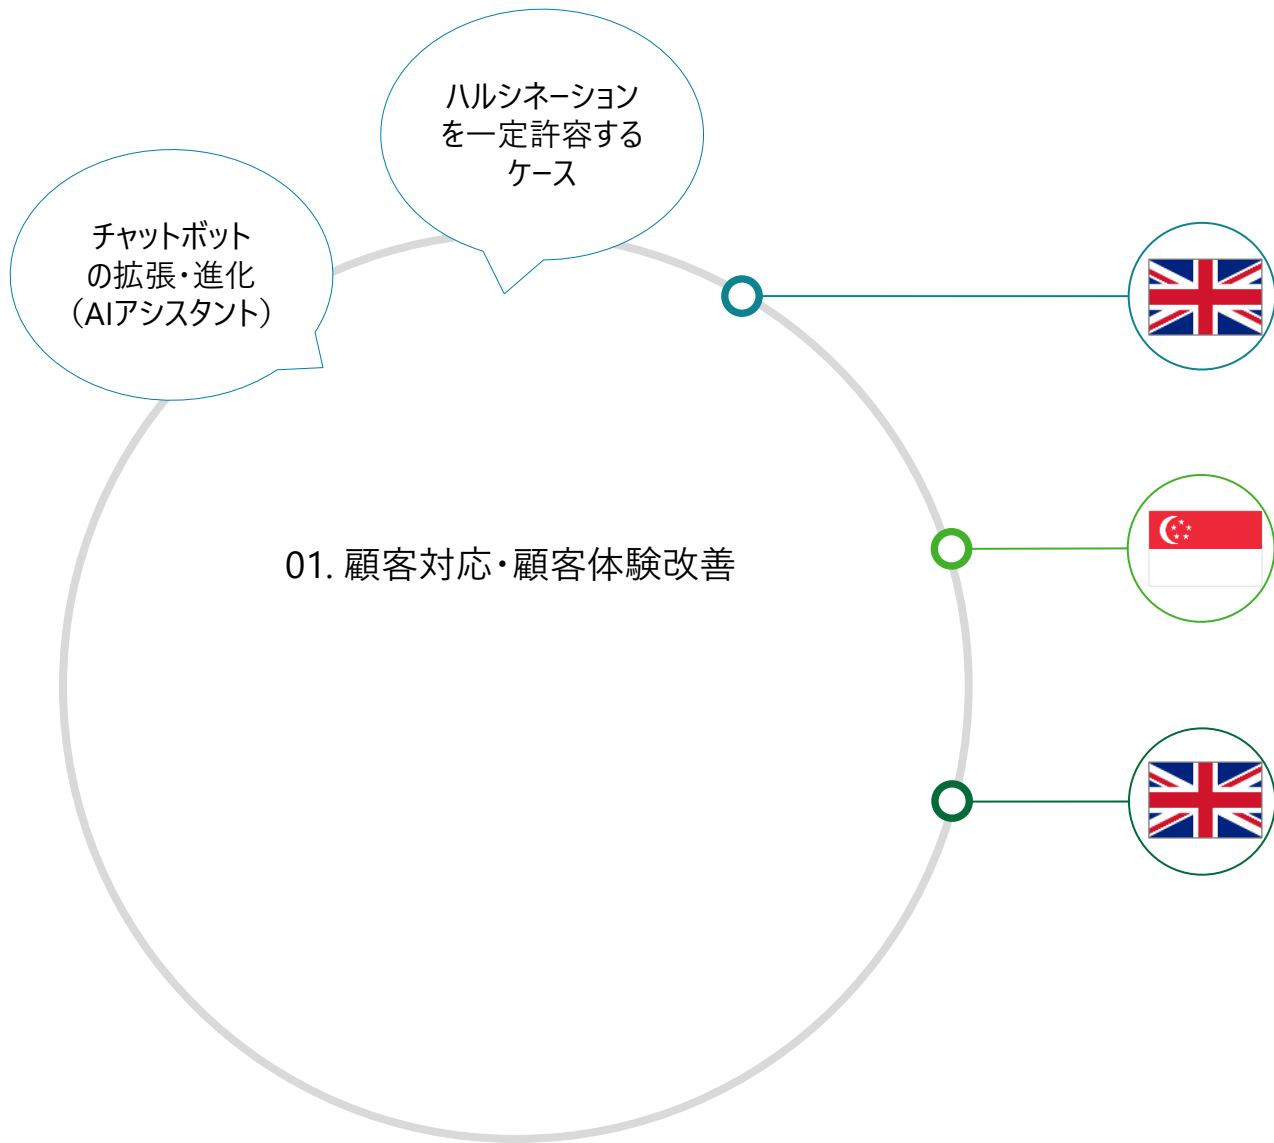 ハルシネーション
を一定許容する
ケース
チャットボット
の拡張・進化
（AIアシスタント）
01. 顧客対応・顧客体験改善